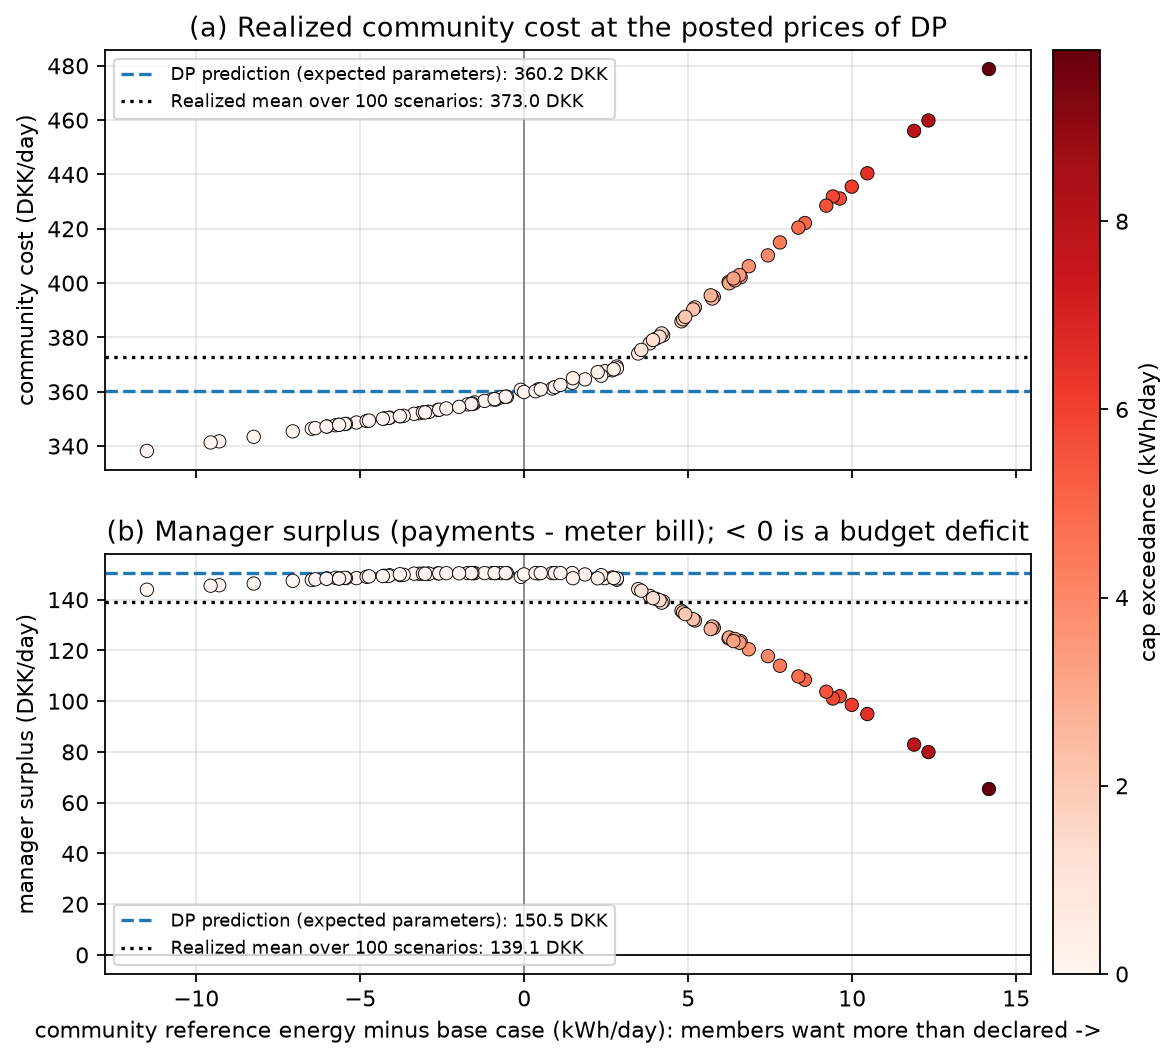 (a) Realized community cost at the posted prices of DP
DP prediction (expected parameters): 360.2 DKK
Realized mean over 100 scenarios: 373.0 DKK
community cost (DKK/day)
480
460
440
420
400
380
360
340
(b) Manager surplus (payments - meter bill); < 0 is a budget deficit
manager surplus (DKK/day)
140
120
100
80
60
40
20
0
DP prediction (expected parameters): 150.5 DKK
Realized mean over 100 scenarios: 139.1 DKK
−10
−5
0
5
10
15
community reference energy minus base case (kWh/day): members want more than declared ->
8
6
4
2
0
cap exceedance (kWh/day)